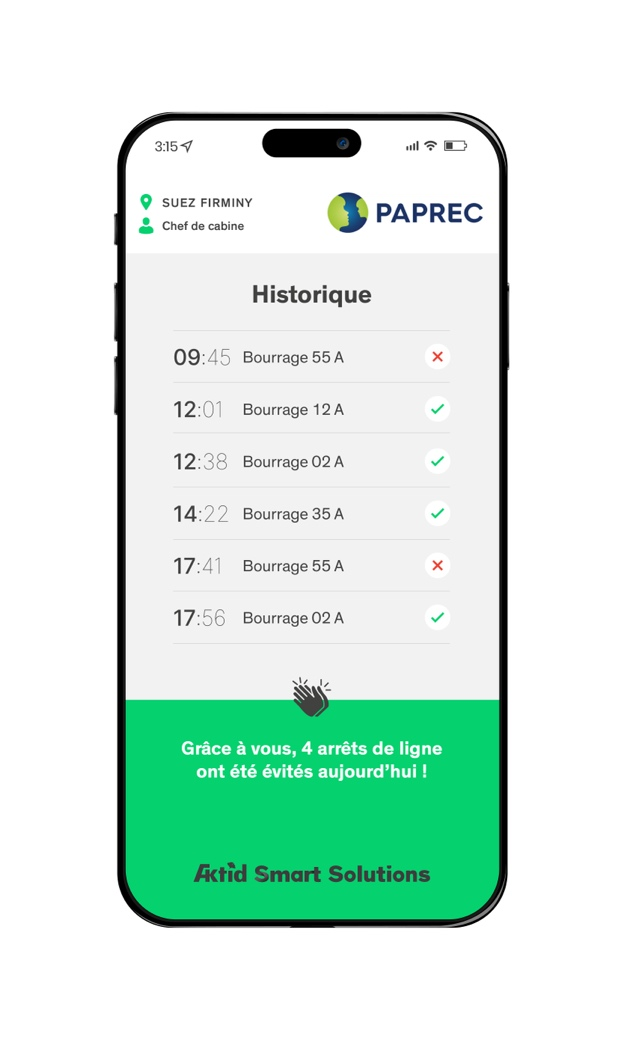 3:15
SUEZ FIRMINY
Chef de cabine
PAPREC
Historique
09:45 Bourrage 55 A
12:01 Bourrage 12 A
12:38 Bourrage 02 A
14:22 Bourrage 35 A
17:41 Bourrage 55 A
17:56 Bourrage 02 A
Grâce à vous, 4 arrêts de ligne
ont été évités aujourd’hui !
Aktid Smart Solutions